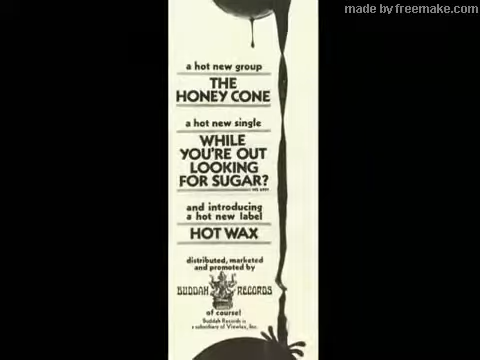 made by freemake.com
a hot new group
THE
HONEY CONE
a hot new single
WHILE
YOU'RE OUT
LOOKING
FOR SUGAR?
and introducing
a hot new label
HOT WAX
distributed, marketed
and promoted by
BUDDAH RECORDS
of course!
Buddah Records is
a subsidiary of Viewlex, Inc.